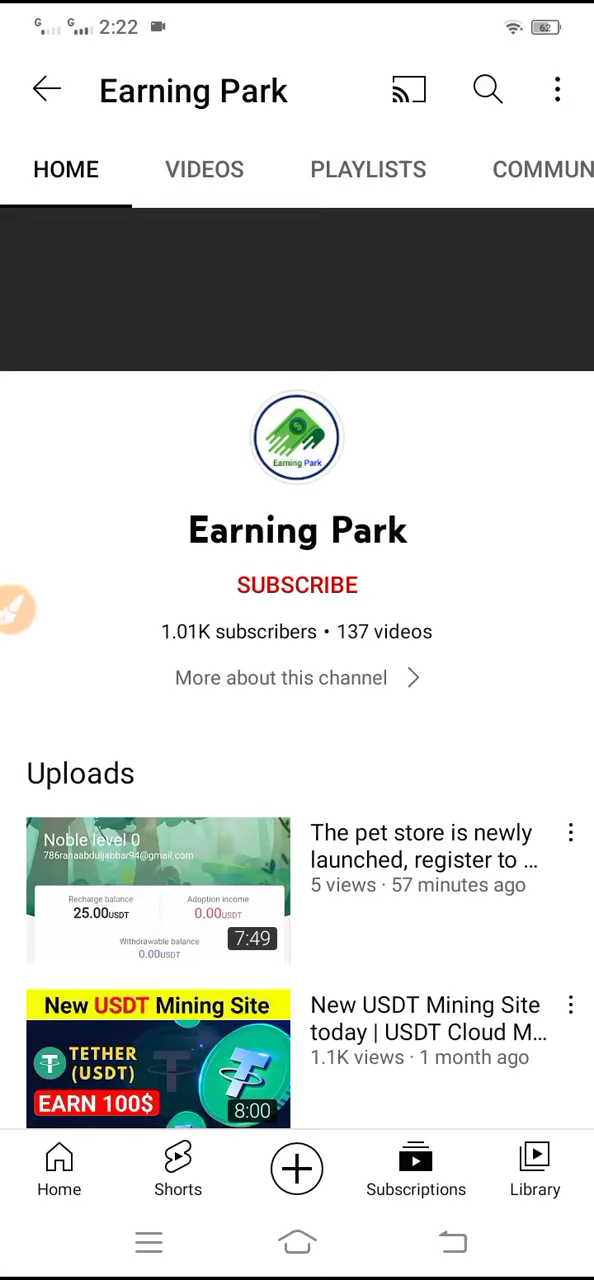 G G 2:22 62
Earning Park
HOME VIDEOS PLAYLISTS COMMUN
Earning Park
Earning Park
SUBSCRIBE
1.01K subscribers • 137 videos
More about this channel
Uploads
Noble level 0
786ranaabduljabbar94@gmail.com
Recharge balance Adoption income
25.00USDT 0.00USDT
Withdrawable balance
0.00USDT
7:49
The pet store is newly
launched, register to ...
5 views · 57 minutes ago
New USDT Mining Site
TETHER
(USDT)
EARN 100$
8:00
New USDT Mining Site
today | USDT Cloud M...
1.1K views · 1 month ago
Home Shorts Subscriptions Library